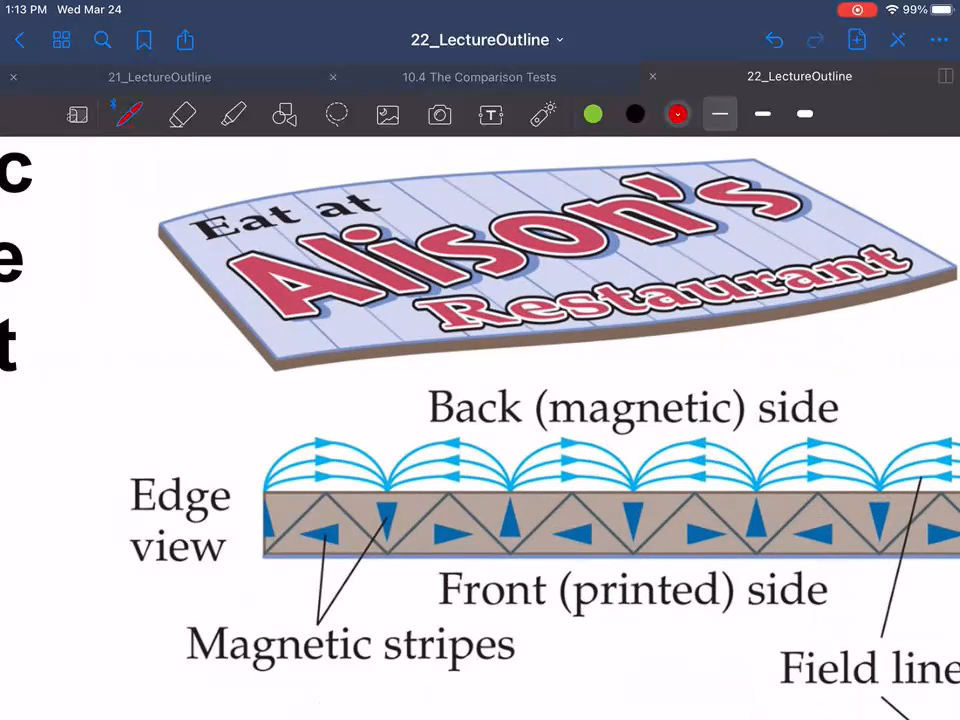 1:13 PM Wed Mar 24
99%
22_LectureOutline
21_LectureOutline
10.4 The Comparison Tests
22_LectureOutline
T
c
e
t
Eat at
Alison's
Restaurant
Back (magnetic) side
Edge
view
Front (printed) side
Magnetic stripes
Field line